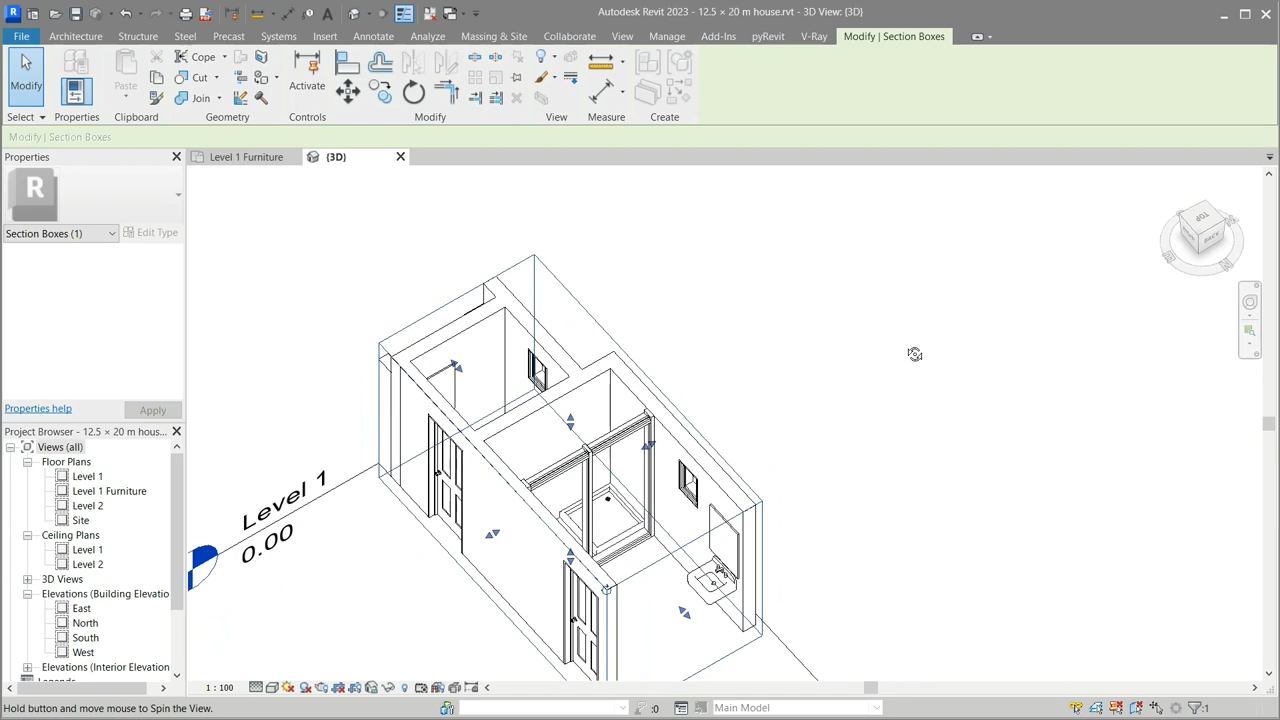 Autodesk Revit 2023 - 12.5 × 20 m house.rvt - 3D View: {3D}
File Architecture Structure Steel Precast Systems Insert Annotate Analyze Massing & Site Collaborate View Manage Add-Ins pyRevit V-Ray Modify | Section Boxes
Modify Paste Cope Cut Join Activate
Select Properties Clipboard Geometry Controls Modify View Measure Create
Modify | Section Boxes
Properties
Level 1 Furniture {3D}
R
Section Boxes (1) Edit Type
TOP
BACK
Properties help Apply
Project Browser - 12.5 × 20 m hous...
Views (all)
Floor Plans
Level 1
Level 1 Furniture
Level 2
Site
Ceiling Plans
Level 1
Level 2
3D Views
Elevations (Building Elevatio
East
North
South
West
Elevations (Interior Elevation
Level 1
0.00
1 : 100
Hold button and move mouse to Spin the View. :0 Main Model :1